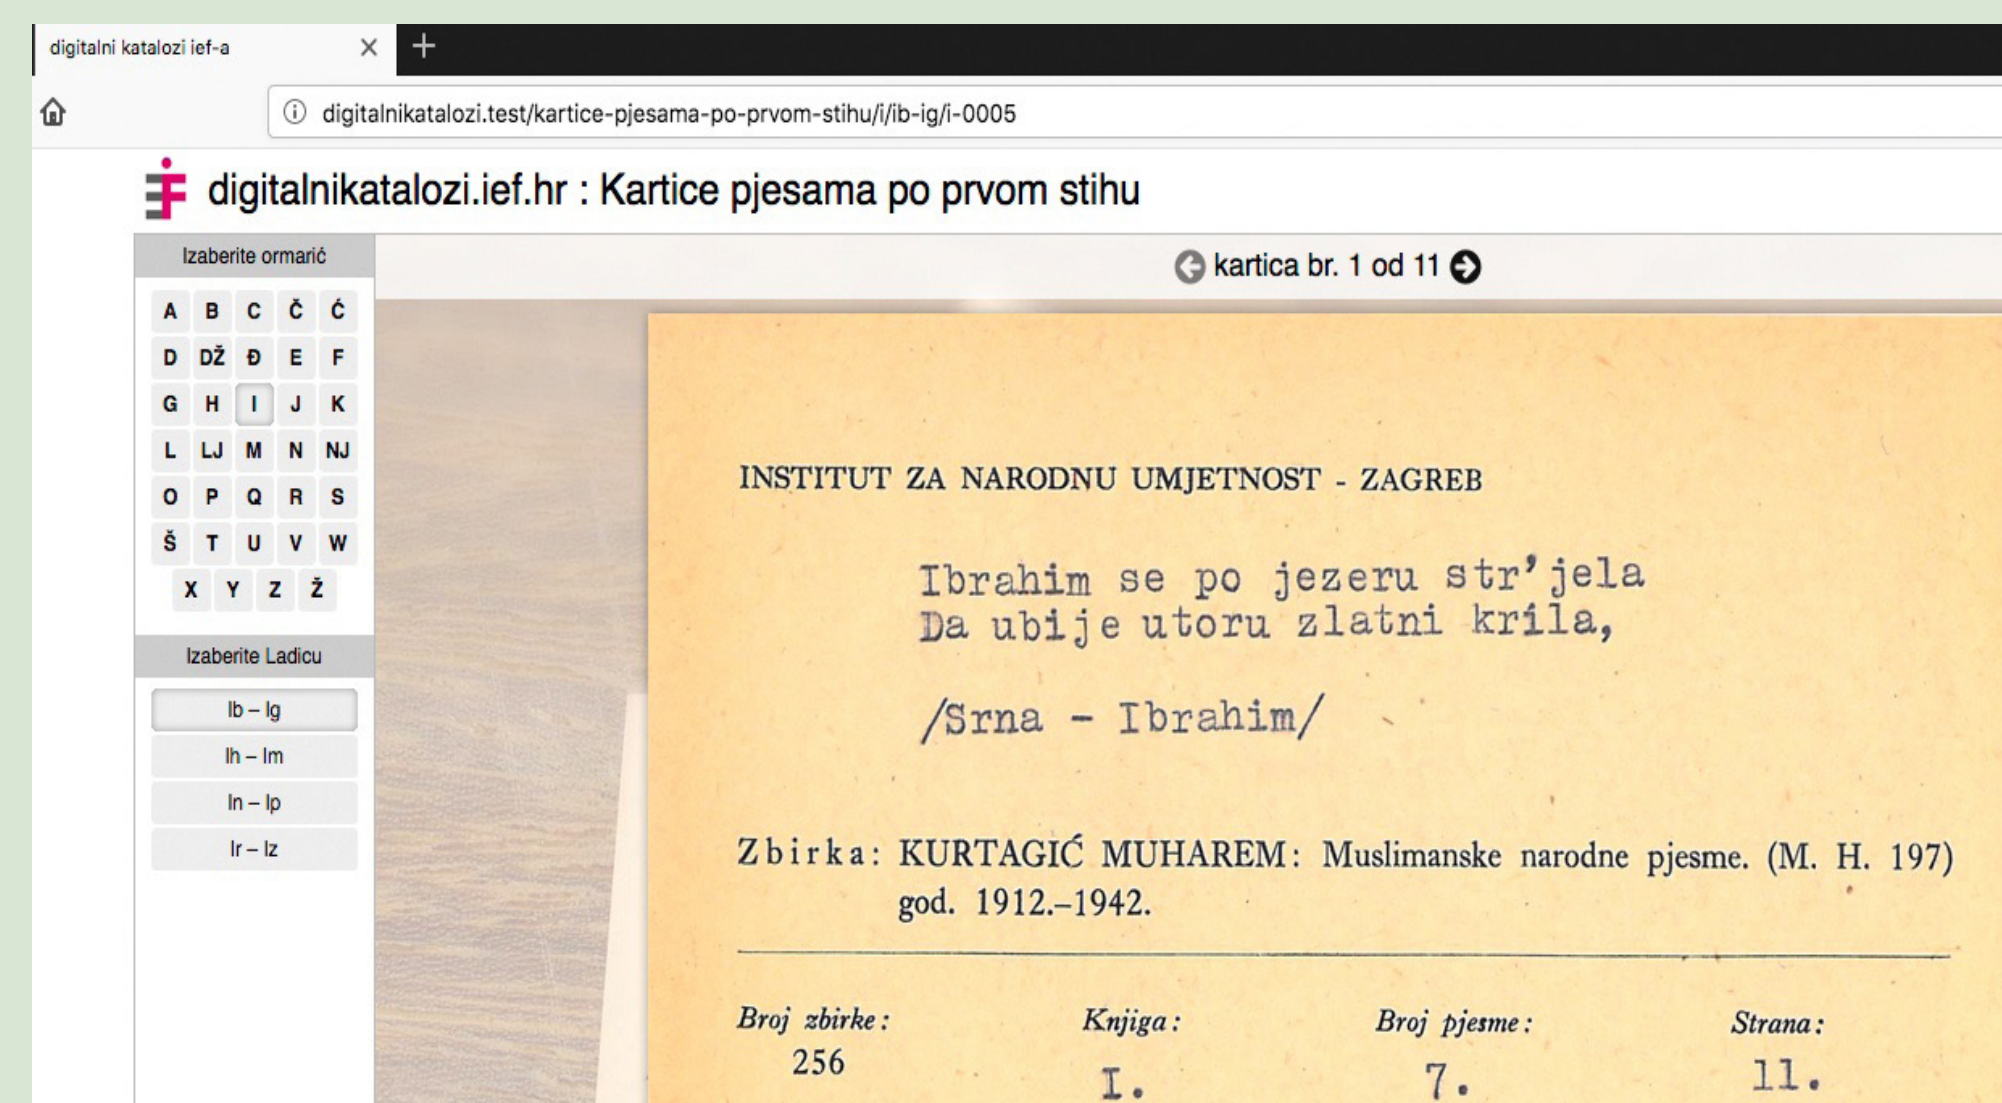 digitalni katalozi ief-a
digitalnikatalozi.test/kartice-pjesama-po-prvom-stihu/i/ib-ig/i-0005
digitalnikatalozi.ief.hr : Kartice pjesama po prvom stihu
Izaberite ormarić
kartica br. 1 od 11
A B C Č Ć
D DŽ Đ E F
G H I J K
L LJ M N NJ
O P Q R S
Š T U V W
X Y Z Ž
Izaberite Ladicu
Ib – Ig
Ih – Im
In – Ip
Ir – Iz
INSTITUT ZA NARODNU UMJETNOST - ZAGREB
Ibrahim se po jezeru str'jela
Da ubije utoru zlatni kríla,
/Srna - Ibrahim/
Zbirka: KURTAGIĆ MUHAREM: Muslimanske narodne pjesme. (M. H. 197)
god. 1912.–1942.
Broj zbirke: Knjiga: Broj pjesme: Strana:
256 I. 7. 11.